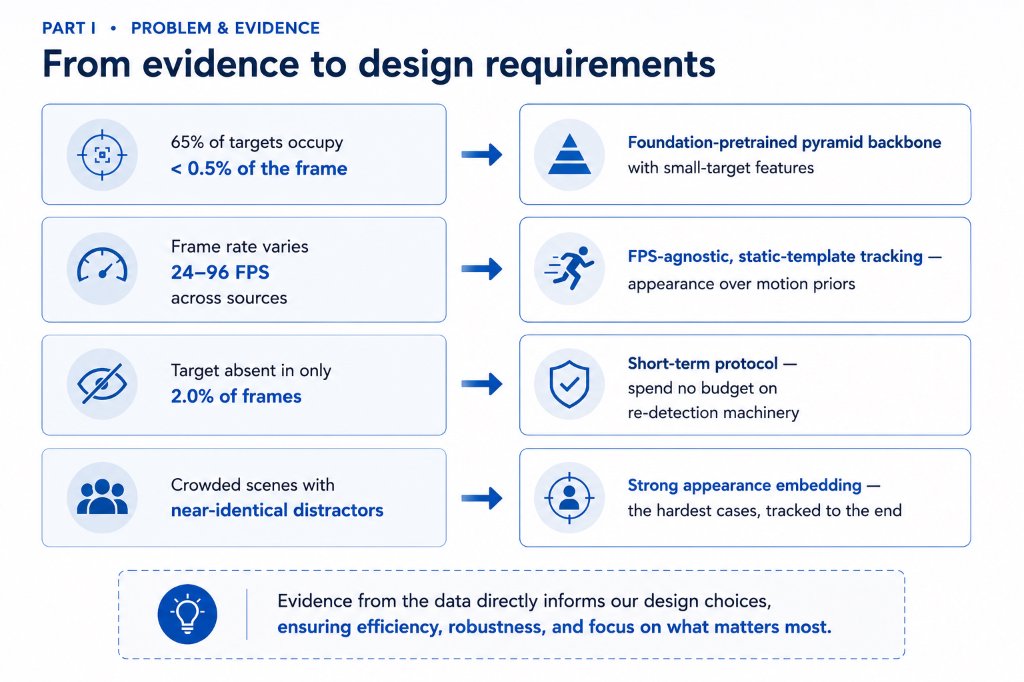 PART I • PROBLEM & EVIDENCE
From evidence to design requirements
65% of targets occupy
< 0.5% of the frame
Foundation-pretrained pyramid backbone
with small-target features
Frame rate varies
24–96 FPS
across sources
FPS-agnostic, static-template tracking —
appearance over motion priors
Target absent in only
2.0% of frames
Short-term protocol —
spend no budget on
re-detection machinery
Crowded scenes with
near-identical distractors
Strong appearance embedding —
the hardest cases, tracked to the end
Evidence from the data directly informs our design choices,
ensuring efficiency, robustness, and focus on what matters most.